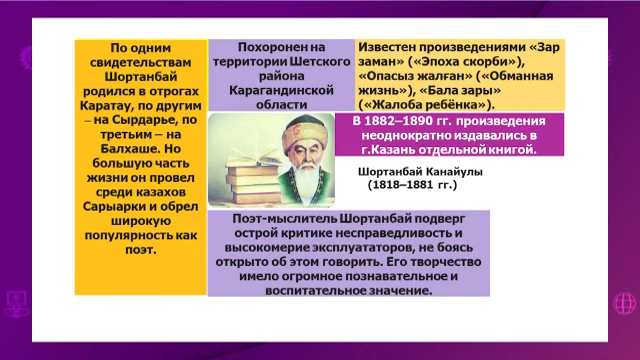 По одним
свидетельствам
Шортанбай
родился в отрогах
Каратау, по другим
– на Сырдарье, по
третьим – на
Балхаше. Но
большую часть
жизни он провел
среди казахов
Сарыарки и обрел
широкую
популярность как
поэт.
Похоронен на
территории Шетского
района
Карагандинской
области
Известен произведениями «Зар
заман» («Эпоха скорби»),
«Опасыз жалған» («Обманная
жизнь»), «Бала зары»
(«Жалоба ребёнка»).
В 1882–1890 гг. произведения
неоднократно издавались в
г.Казань отдельной книгой.
Шортанбай Канайулы
(1818–1881 гг.)
Поэт-мыслитель Шортанбай подверг
острой критике несправедливость и
высокомерие эксплуататоров, не боясь
открыто об этом говорить. Его творчество
имело огромное познавательное и
воспитательное значение.